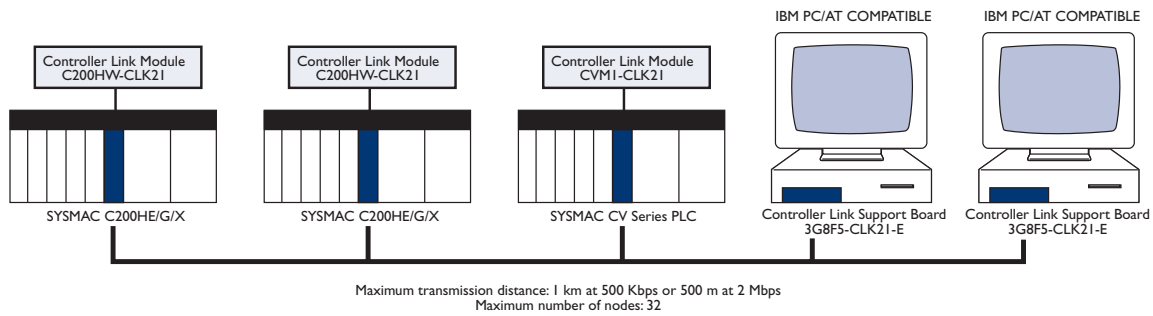 IBM PC/AT COMPATIBLE
IBM PC/AT COMPATIBLE
Controller Link Module
C200HW-CLK21
Controller Link Module
C200HW-CLK21
Controller Link Module
CVM1-CLK21
SYSMAC C200HE/G/X
SYSMAC C200HE/G/X
SYSMAC CV Series PLC
Controller Link Support Board
3G8F5-CLK21-E
Controller Link Support Board
3G8F5-CLK21-E
Maximum transmission distance: 1 km at 500 Kbps or 500 m at 2 Mbps
Maximum number of nodes: 32